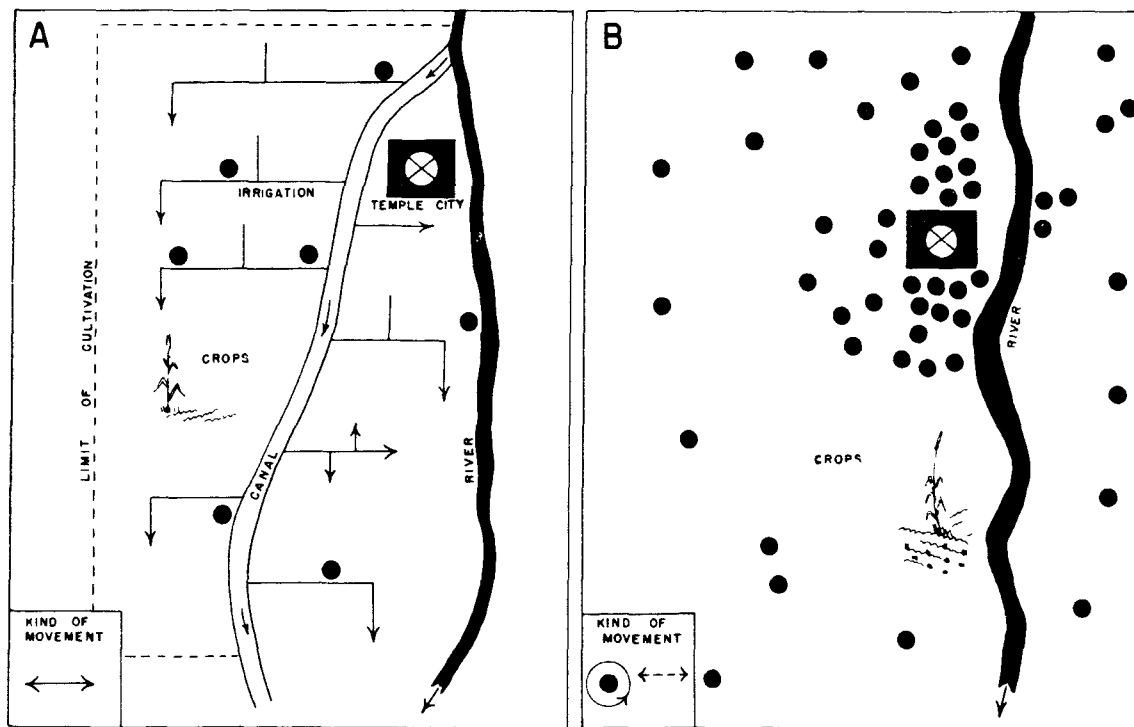 A
IRRIGATION
TEMPLE CITY
LIMIT OF CULTIVATION
CROPS
CANAL
RIVER
KIND OF
MOVEMENT
B
RIVER
CROPS
KIND OF
MOVEMENT